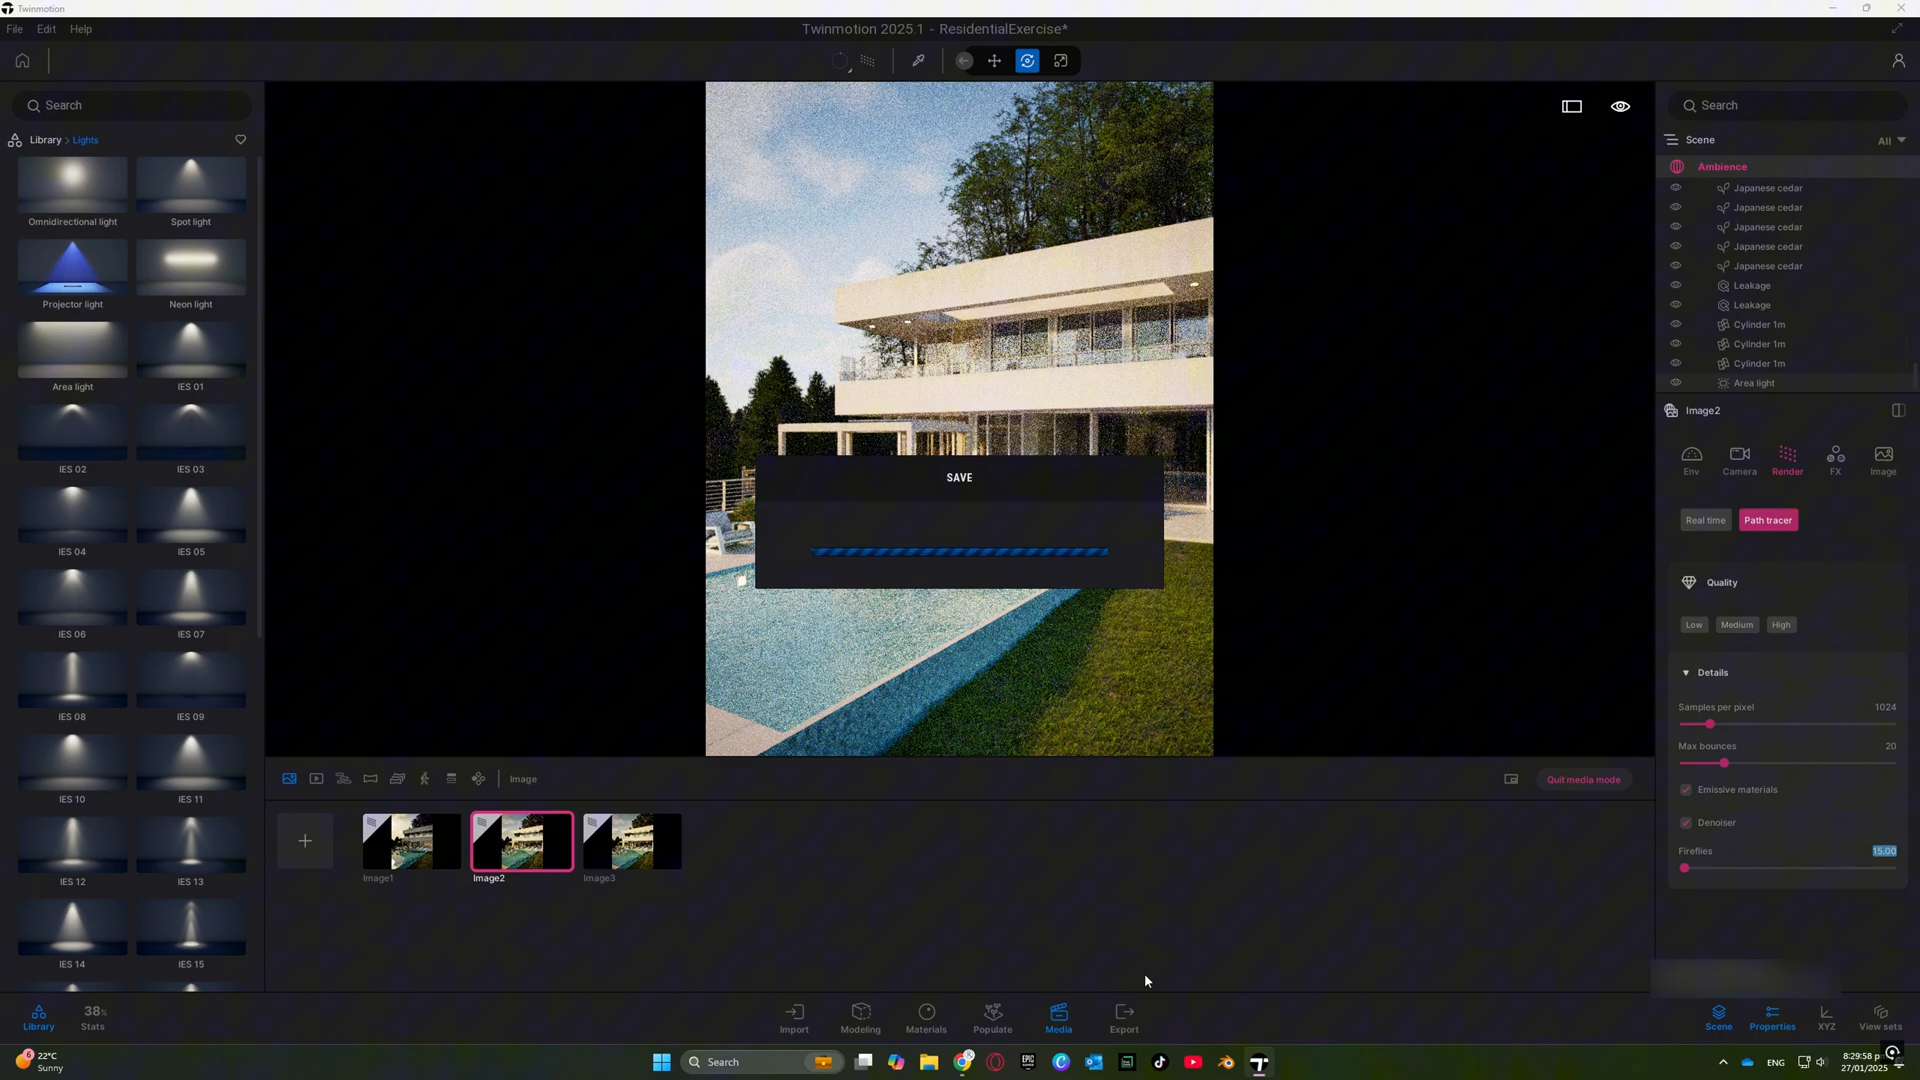 Twinmotion
File Edit Help
Twinmotion 2025.1 - ResidentialExercise*
Search
Library > Lights
Omnidirectional light
Spot light
Projector light
Neon light
Area light
IES 01
IES 02
IES 03
IES 04
IES 05
IES 06
IES 07
IES 08
IES 09
IES 10
IES 11
IES 12
IES 13
IES 14
IES 15
SAVE
Image
Quit media mode
Image1
Image2
Image3
Search
Scene
All
Ambience
Japanese cedar
Japanese cedar
Japanese cedar
Japanese cedar
Japanese cedar
Leakage
Leakage
Cylinder 1m
Cylinder 1m
Cylinder 1m
Area light
Image2
Env Camera Render FX Image
Real time Path tracer
Quality
Low Medium High
Details
Samples per pixel 1024
Max bounces 20
Emissive materials
Denoiser
Fireflies 15.00
Library
38% Stats
Import Modeling Materials Populate Media Export
Scene Properties XYZ View sets
6
22°C
Sunny
Search
EPIC GAMES
ENG
8:29:58
27/01/2025